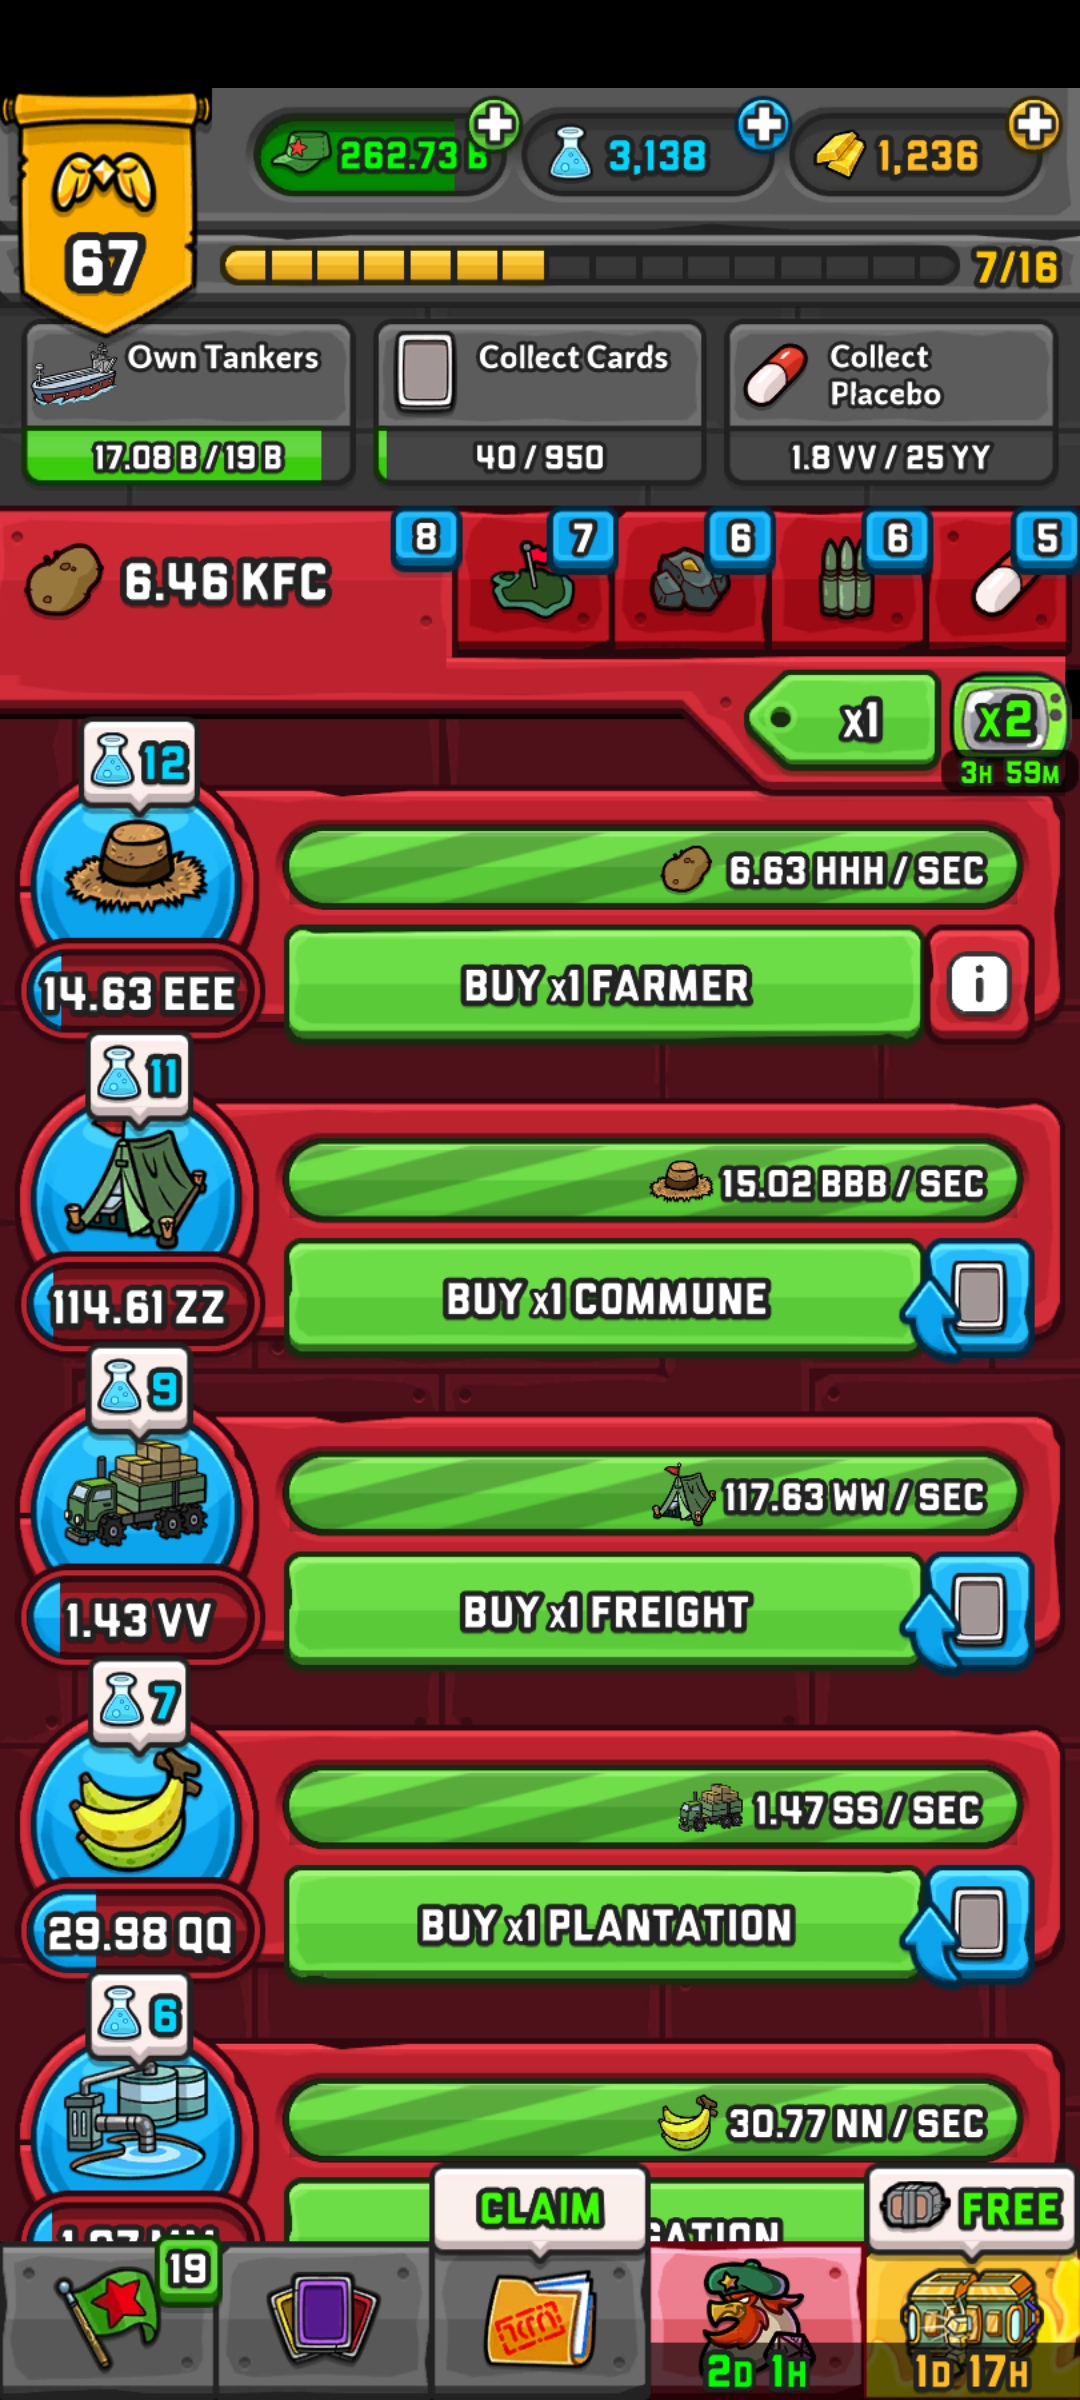 262.73 B
3,138
1,236
67
7/16
Own Tankers
17.08 B / 19 B
Collect Cards
40 / 950
Collect
Placebo
1.8 VV / 25 YY
6.46 KFC
8
7
6
6
5
x1
x2
3H 59M
12
6.63 HHH / SEC
14.63 EEE
BUY x1 FARMER
i
11
15.02 BBB / SEC
114.61 ZZ
BUY x1 COMMUNE
9
117.63 WW / SEC
1.43 VV
BUY x1 FREIGHT
7
1.47 SS / SEC
29.98 QQ
BUY x1 PLANTATION
6
30.77 NN / SEC
CLAIM
FREE
19
2D 1H
1D 17H